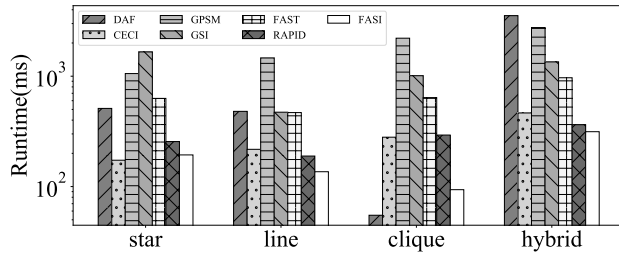 DAF GPSM FAST FASI
CECI GSI RAPID
Runtime(ms)
10^3
10^2
star line clique hybrid